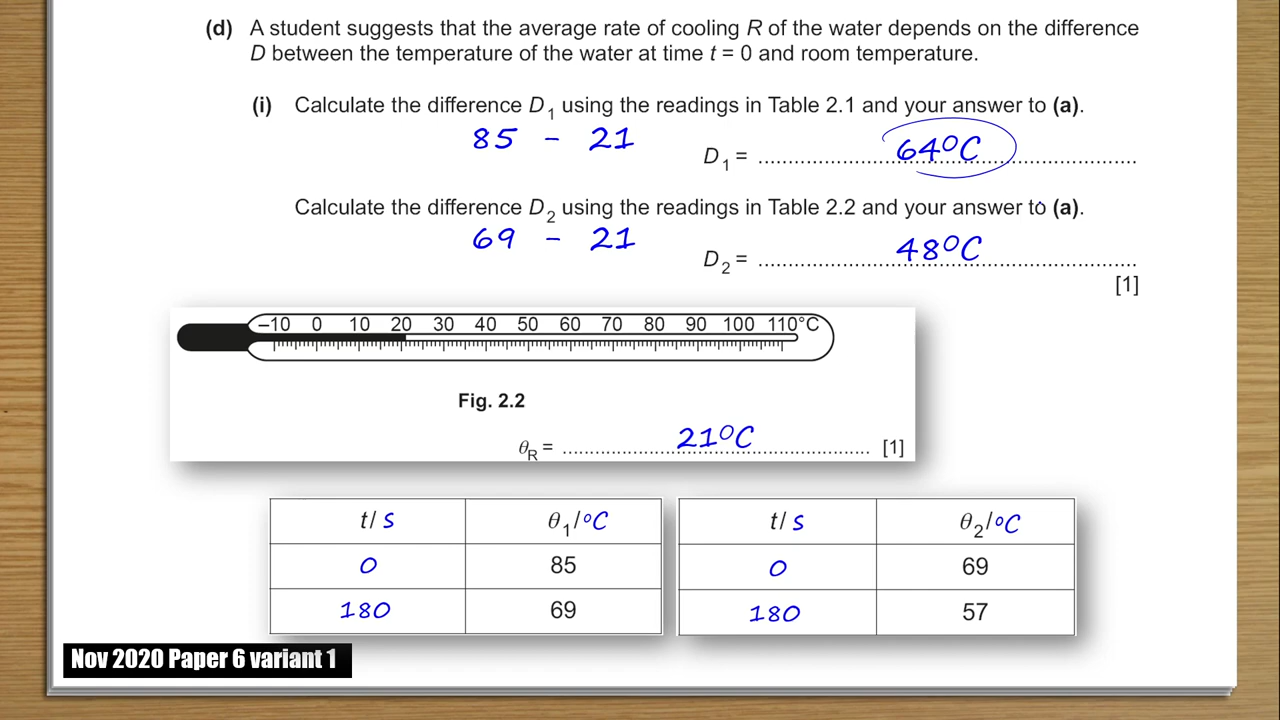 (d) A student suggests that the average rate of cooling R of the water depends on the difference
D between the temperature of the water at time t = 0 and room temperature.
(i) Calculate the difference D1 using the readings in Table 2.1 and your answer to (a).
85 - 21
D1 = .......... 64°C ..........
Calculate the difference D2 using the readings in Table 2.2 and your answer to (a).
69 - 21
D2 = .......... 48°C ..........
[1]
–10 0 10 20 30 40 50 60 70 80 90 100 110°C
Fig. 2.2
θR = .......... 21°C .......... [1]
t/ s θ1/°C
0 85
180 69
t/ s θ2/°C
0 69
180 57
Nov 2020 Paper 6 variant 1